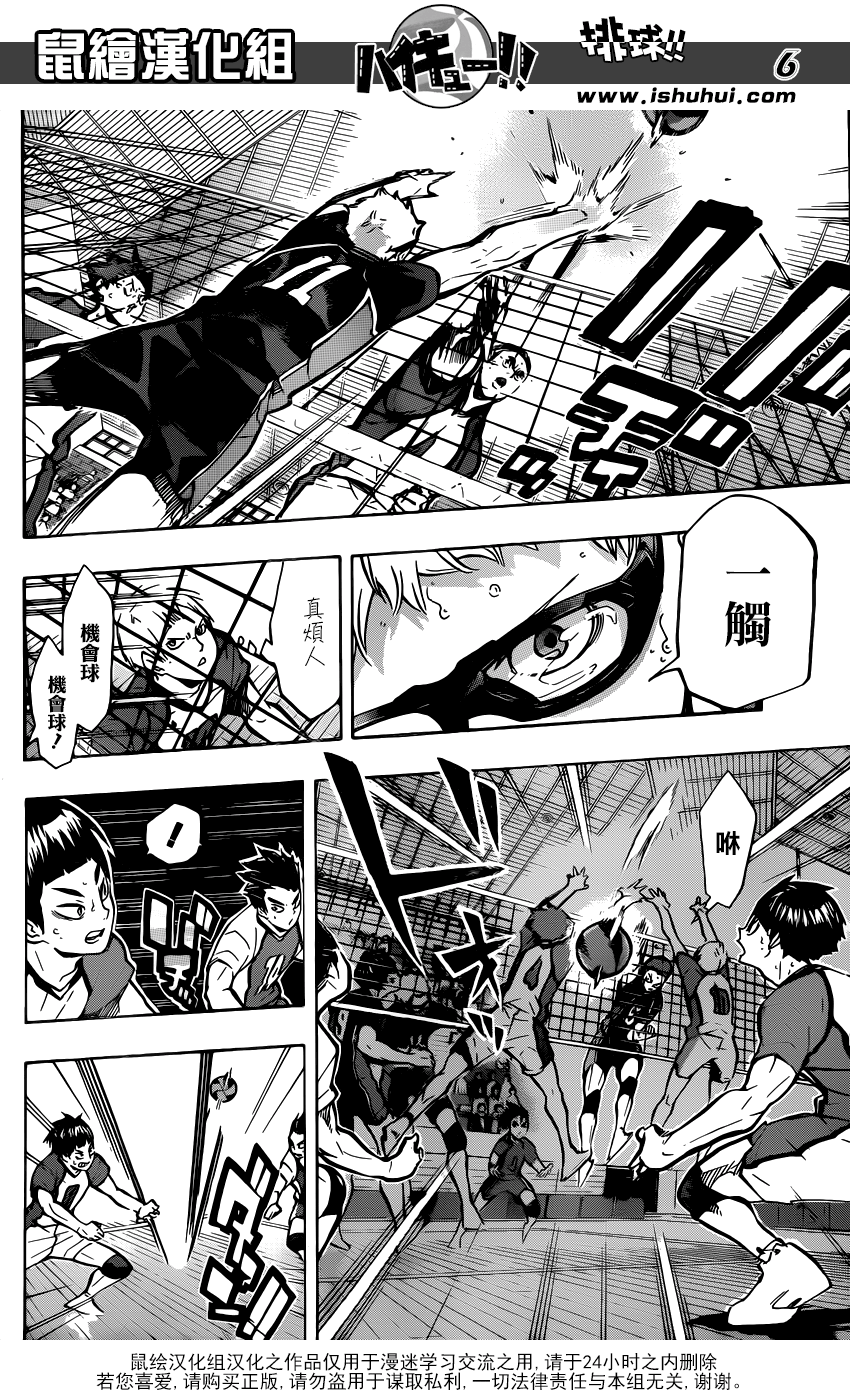 鼠繪漢化組
ハイキュー!!
排球!!
6
www.ishuhui.com
11
一觸
真煩人
機會球
機會球！
咻
ドォッ
！
鼠绘汉化组汉化之作品仅用于漫迷学习交流之用，请于24小时之内删除
若您喜爱，请购买正版，请勿盗用于谋取私利，一切法律责任与本组无关，谢谢。